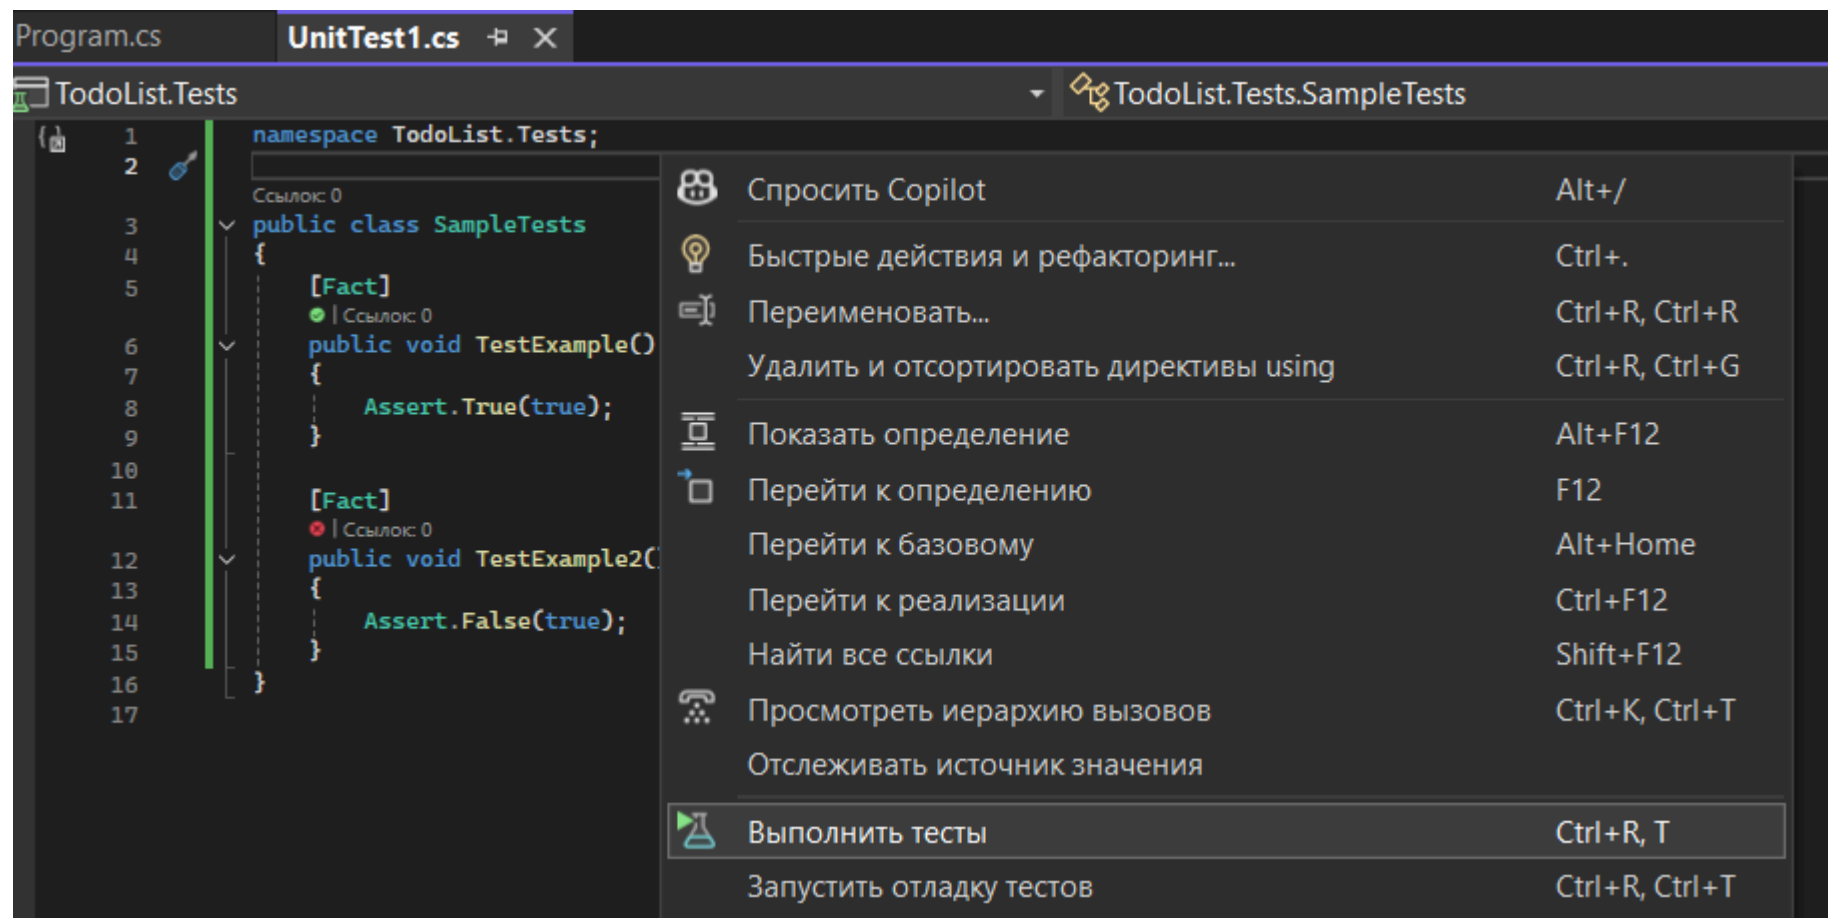 Program.cs
UnitTest1.cs
TodoList.Tests
TodoList.Tests.SampleTests
1 namespace TodoList.Tests;
2
Ссылок: 0
3 public class SampleTests
4 {
5 [Fact]
| Ссылок: 0
6 public void TestExample()
7 {
8 Assert.True(true);
9 }
10
11 [Fact]
| Ссылок: 0
12 public void TestExample2()
13 {
14 Assert.False(true);
15 }
16 }
17
Спросить Copilot Alt+/
Быстрые действия и рефакторинг... Ctrl+.
Переименовать... Ctrl+R, Ctrl+R
Удалить и отсортировать директивы using Ctrl+R, Ctrl+G
Показать определение Alt+F12
Перейти к определению F12
Перейти к базовому Alt+Home
Перейти к реализации Ctrl+F12
Найти все ссылки Shift+F12
Просмотреть иерархию вызовов Ctrl+K, Ctrl+T
Отслеживать источник значения
Выполнить тесты Ctrl+R, T
Запустить отладку тестов Ctrl+R, Ctrl+T